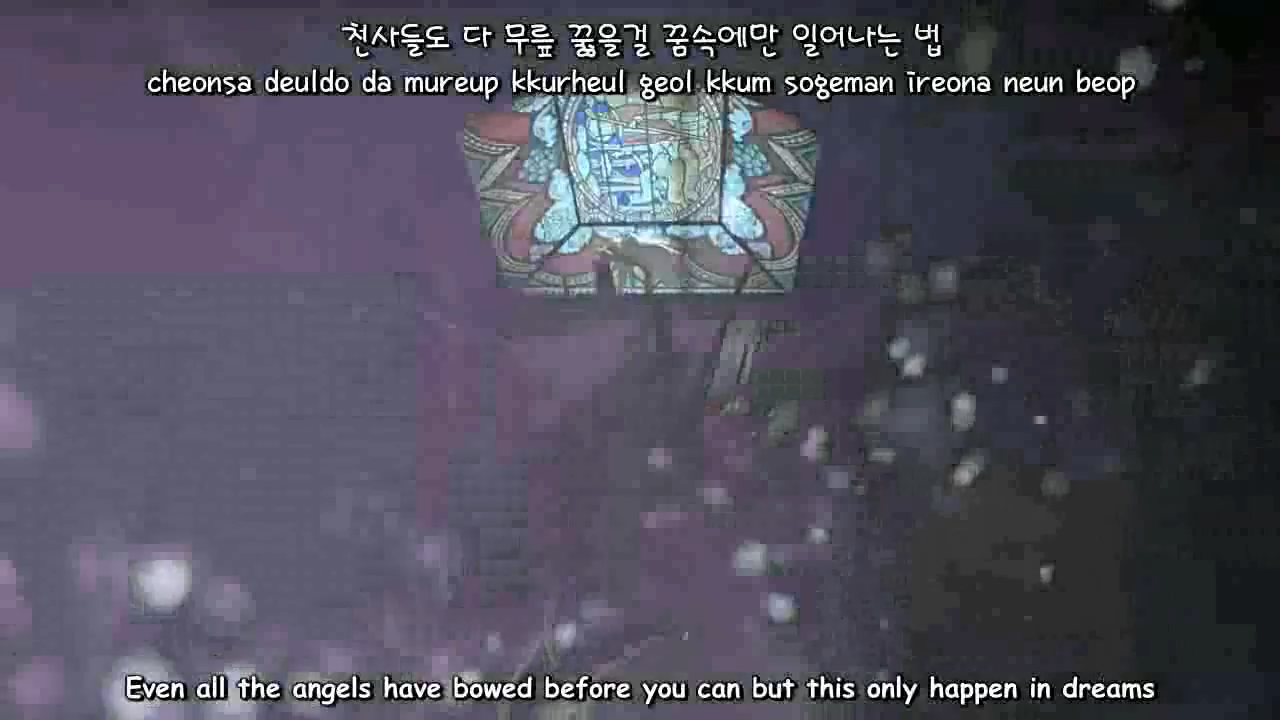 천사들도 다 무릎 꿇을걸 꿈속에만 일어나는 법
cheonsa deuldo da mureup kkurheul geol kkum sogeman ireona neun beop
Even all the angels have bowed before you can but this only happen in dreams